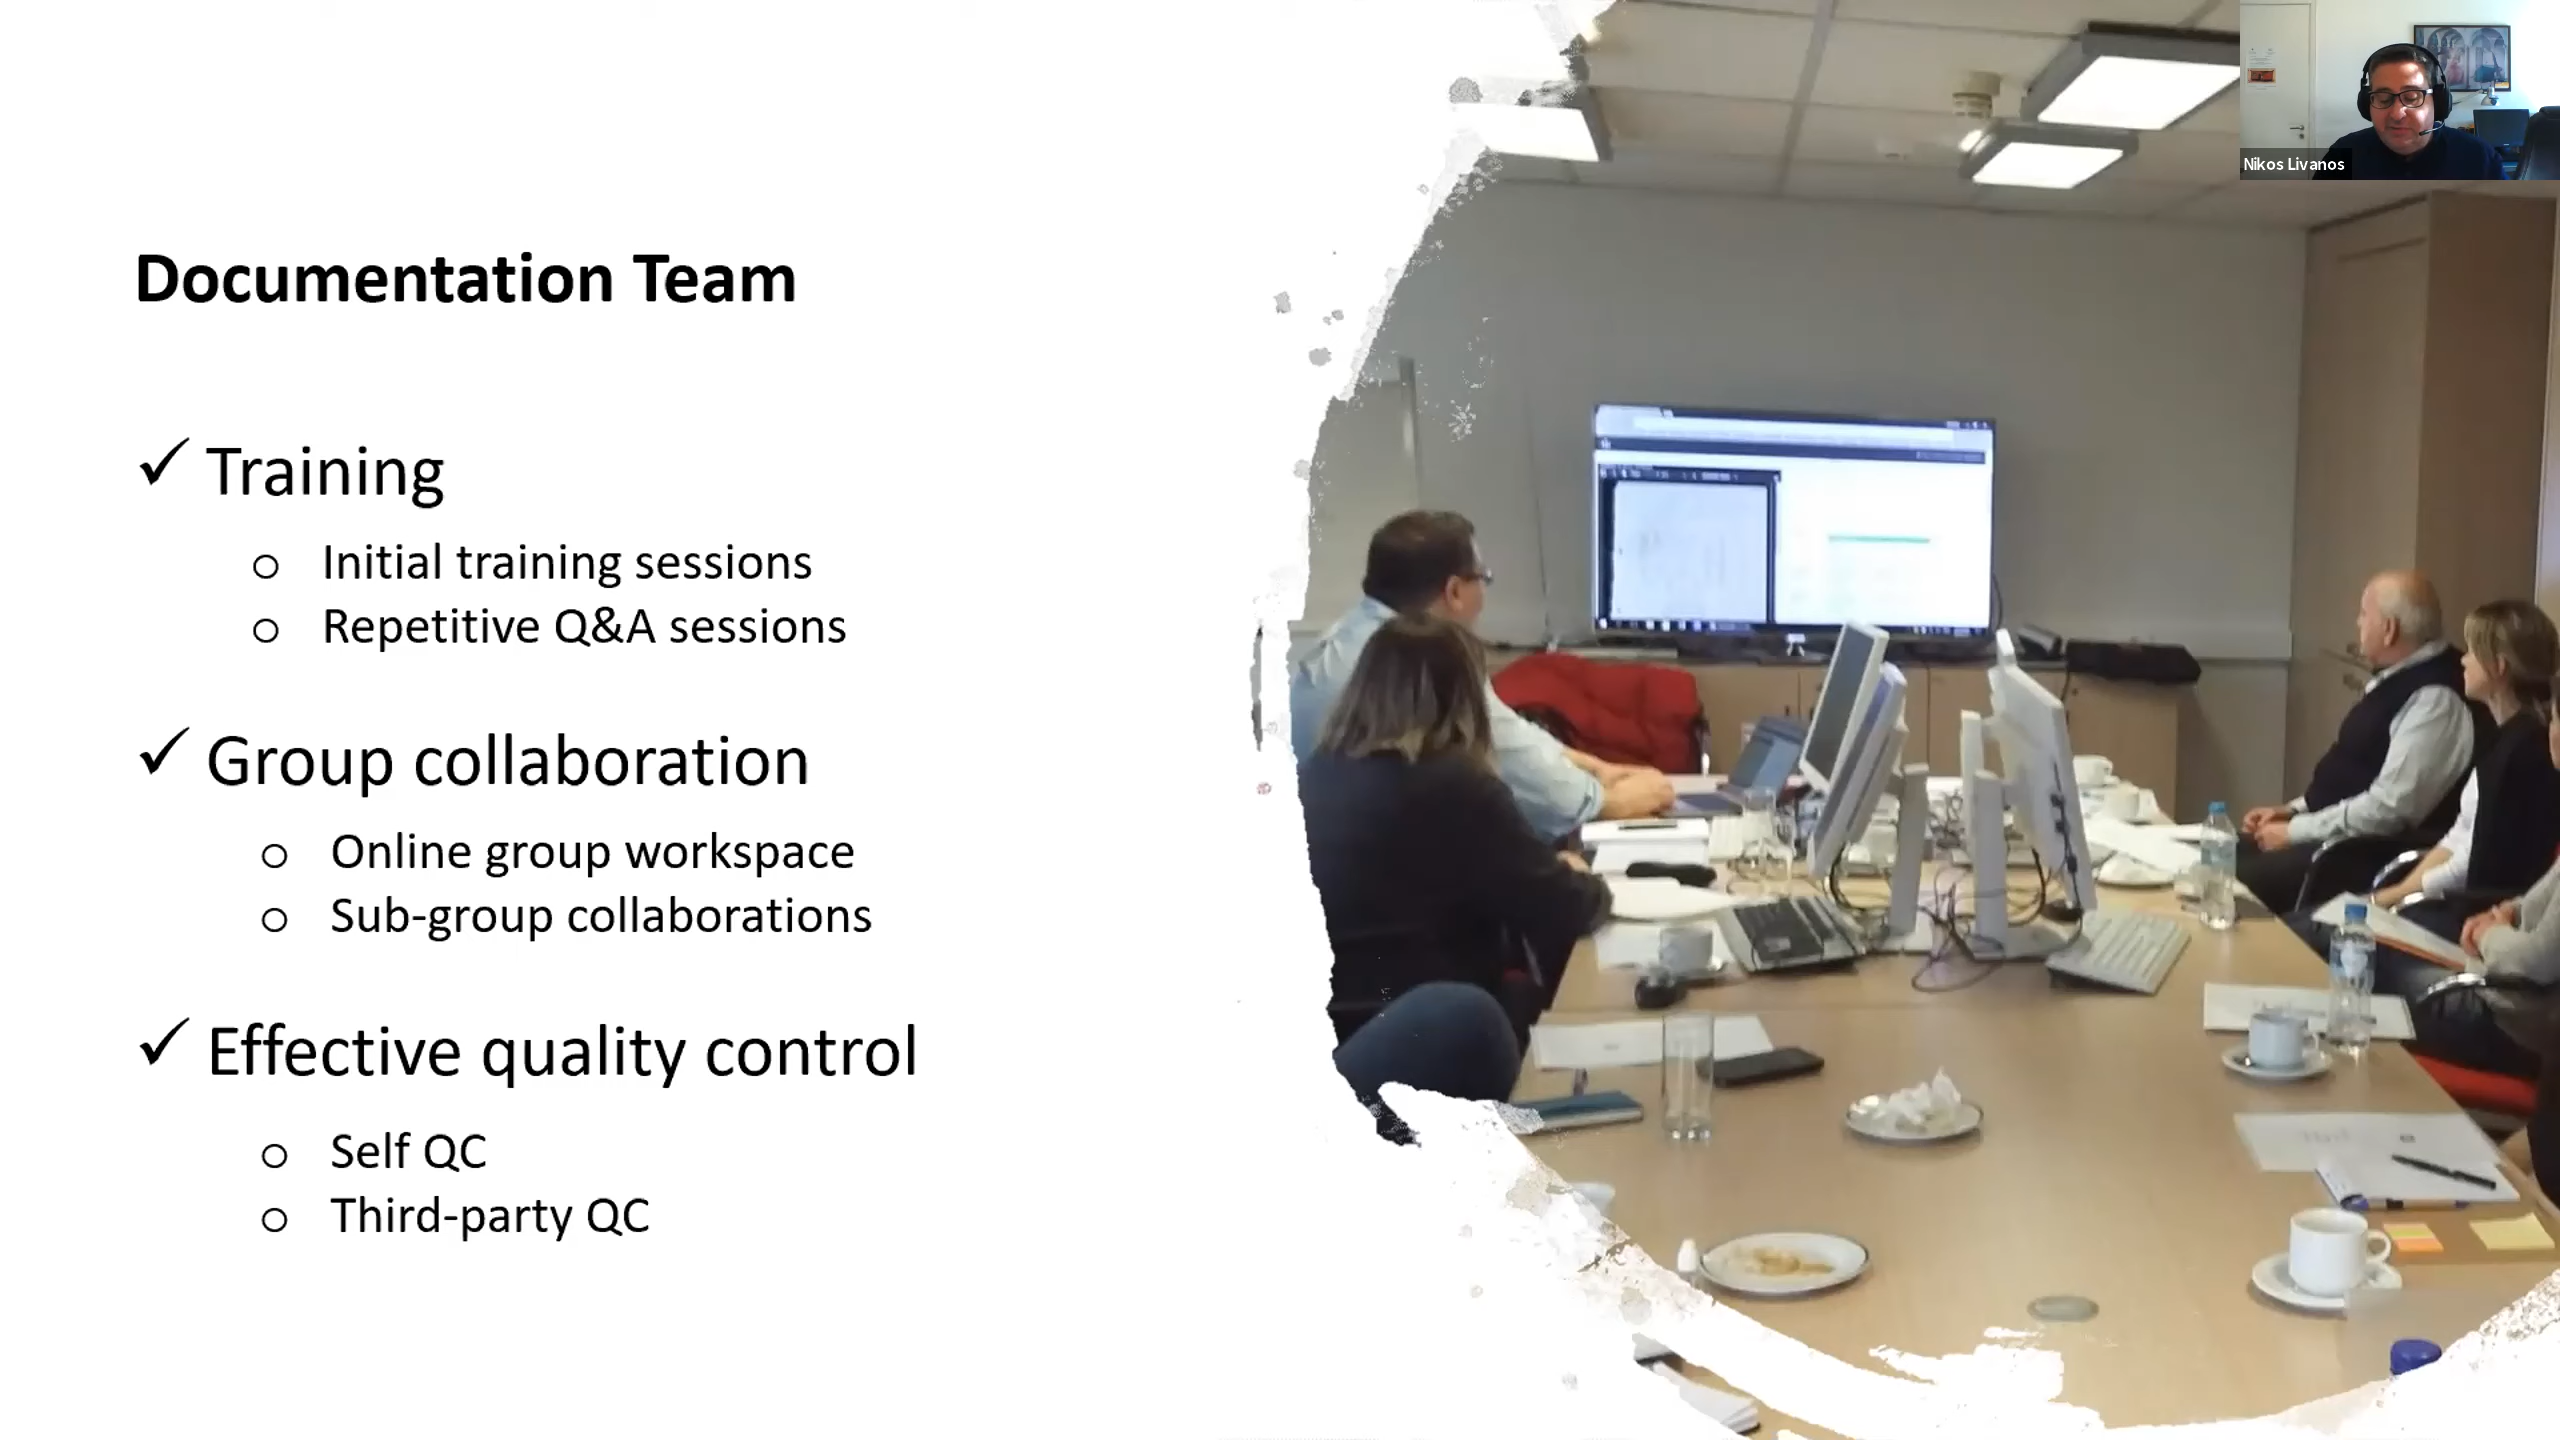 Nikos Livanos
Documentation Team
✓ Training
o Initial training sessions
o Repetitive Q&A sessions
✓ Group collaboration
o Online group workspace
o Sub-group collaborations
✓ Effective quality control
o Self QC
o Third-party QC